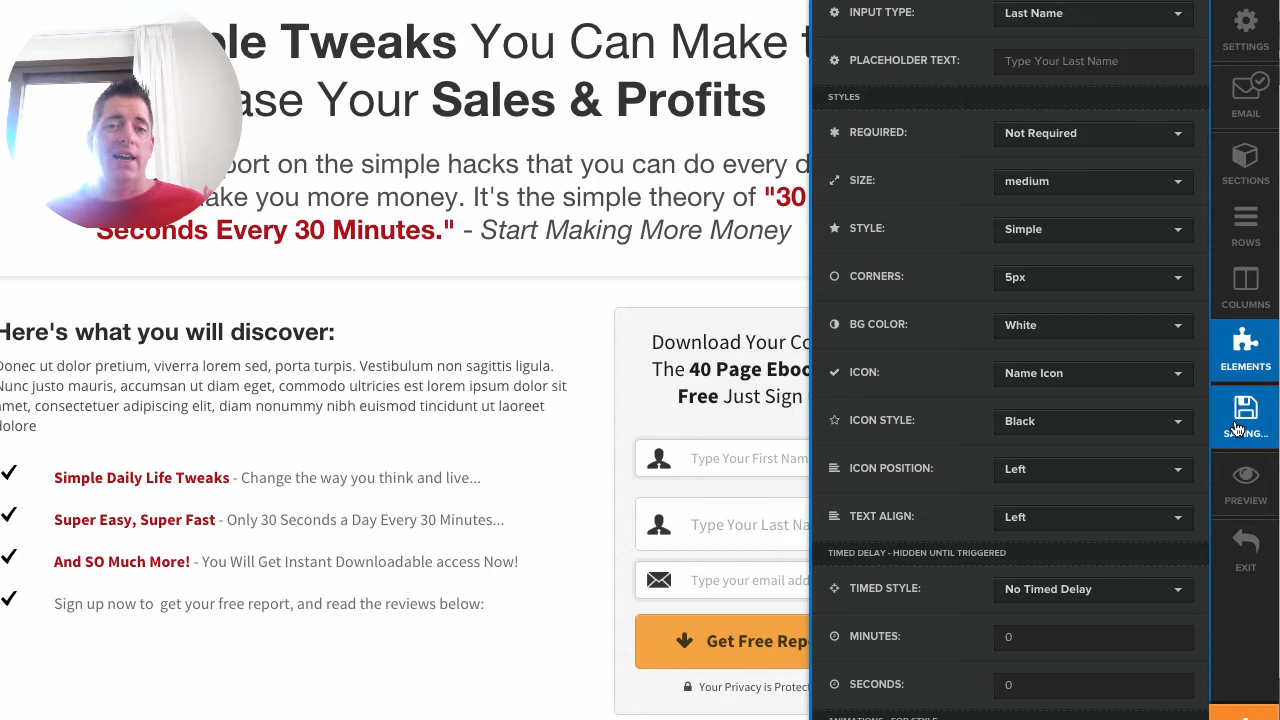 ple Tweaks You Can Make t
ase Your Sales & Profits
port on the simple hacks that you can do every d
ake you more money. It's the simple theory of "30
Seconds Every 30 Minutes." - Start Making More Money
Here's what you will discover:
Donec ut dolor pretium, viverra lorem sed, porta turpis. Vestibulum non sagittis ligula.
Nunc justo mauris, accumsan ut diam eget, commodo ultricies est lorem ipsum dolor sit
amet, consectetuer adipiscing elit, diam nonummy nibh euismod tincidunt ut laoreet
dolore
Simple Daily Life Tweaks - Change the way you think and live...
Super Easy, Super Fast - Only 30 Seconds a Day Every 30 Minutes...
And SO Much More! - You Will Get Instant Downloadable access Now!
Sign up now to get your free report, and read the reviews below:
Download Your Co
The 40 Page Eboo
Free Just Sign
Type Your First Nam
Type Your Last Na
Type your email add
Get Free Rep
Your Privacy is Protect
INPUT TYPE: Last Name
PLACEHOLDER TEXT: Type Your Last Name
STYLES
REQUIRED: Not Required
SIZE: medium
STYLE: Simple
CORNERS: 5px
BG COLOR: White
ICON: Name Icon
ICON STYLE: Black
ICON POSITION: Left
TEXT ALIGN: Left
TIMED DELAY - HIDDEN UNTIL TRIGGERED
TIMED STYLE: No Timed Delay
MINUTES: 0
SECONDS: 0
SETTINGS
EMAIL
SECTIONS
ROWS
COLUMNS
ELEMENTS
SAVING...
PREVIEW
EXIT